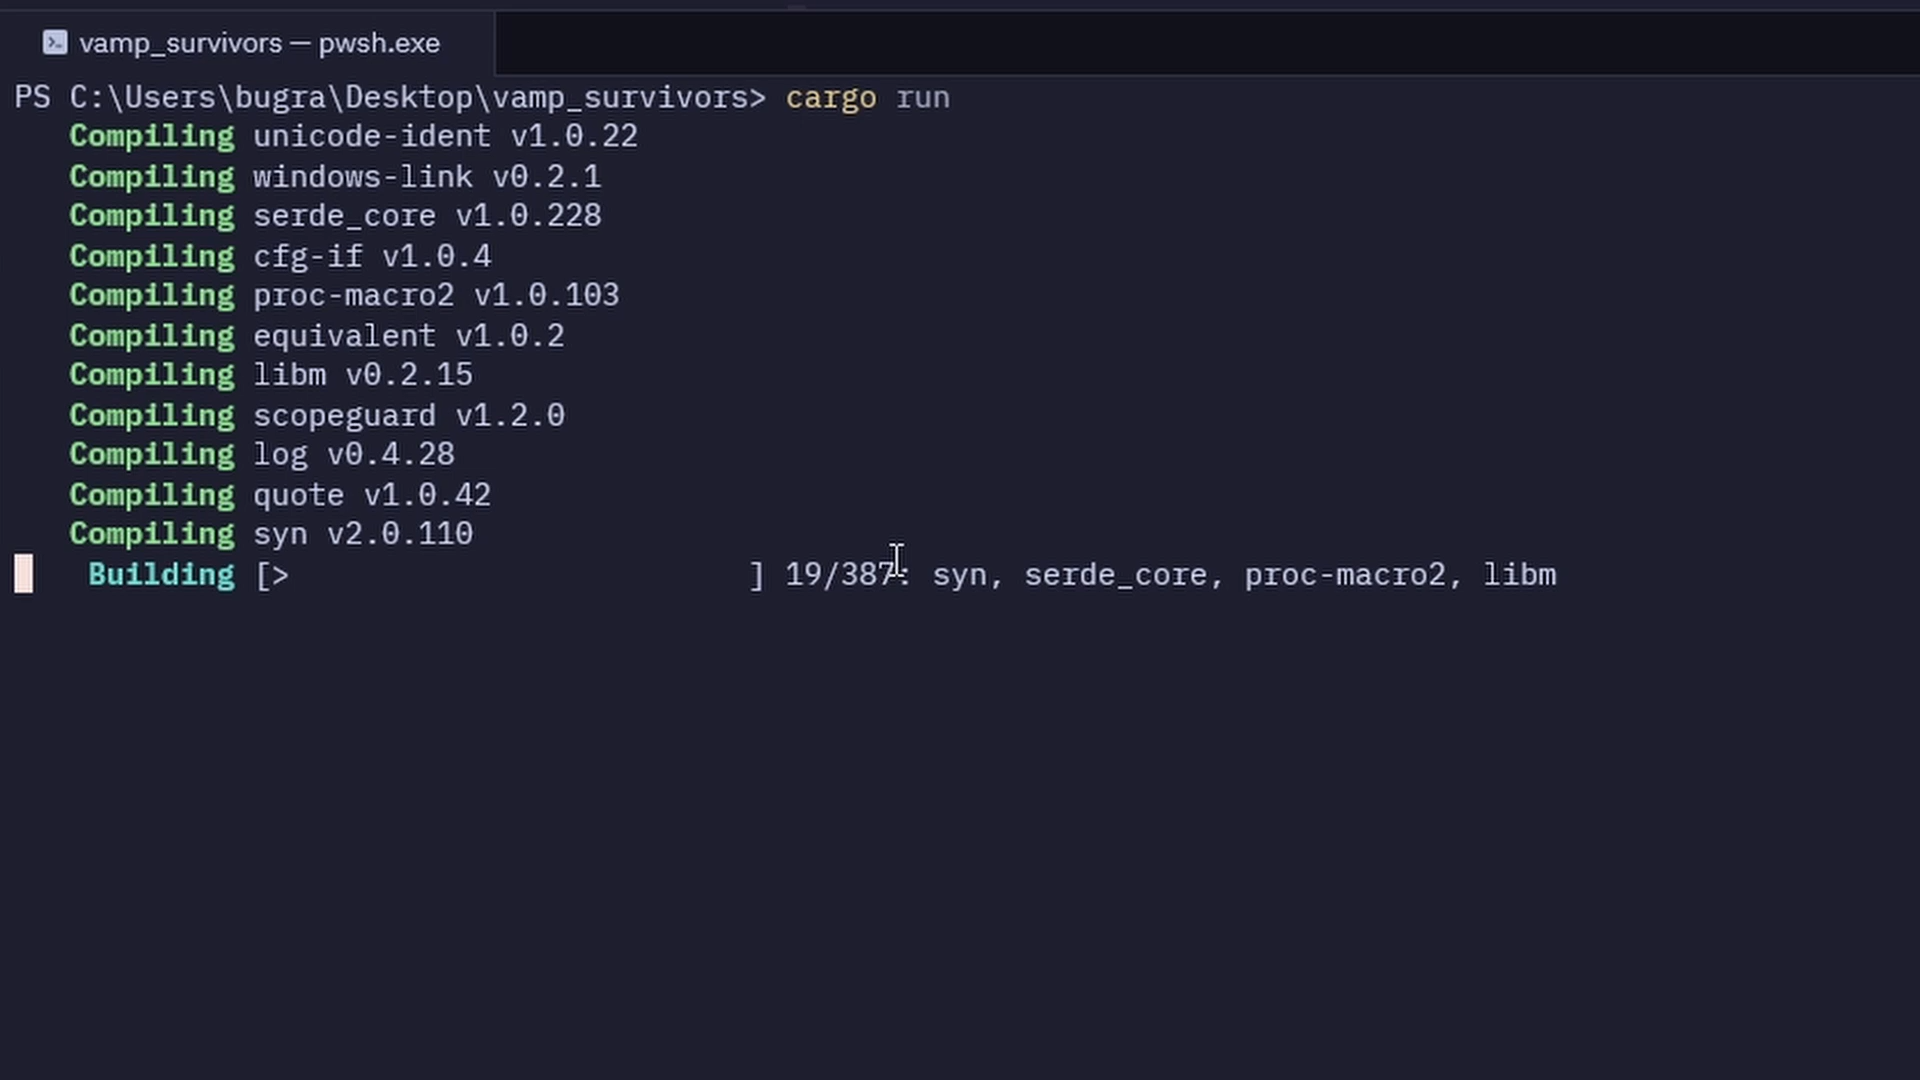 vamp_survivors — pwsh.exe
PS C:\Users\bugra\Desktop\vamp_survivors> cargo run
Compiling unicode-ident v1.0.22
Compiling windows-link v0.2.1
Compiling serde_core v1.0.228
Compiling cfg-if v1.0.4
Compiling proc-macro2 v1.0.103
Compiling equivalent v1.0.2
Compiling libm v0.2.15
Compiling scopeguard v1.2.0
Compiling log v0.4.28
Compiling quote v1.0.42
Compiling syn v2.0.110
Building [> ] 19/387: syn, serde_core, proc-macro2, libm